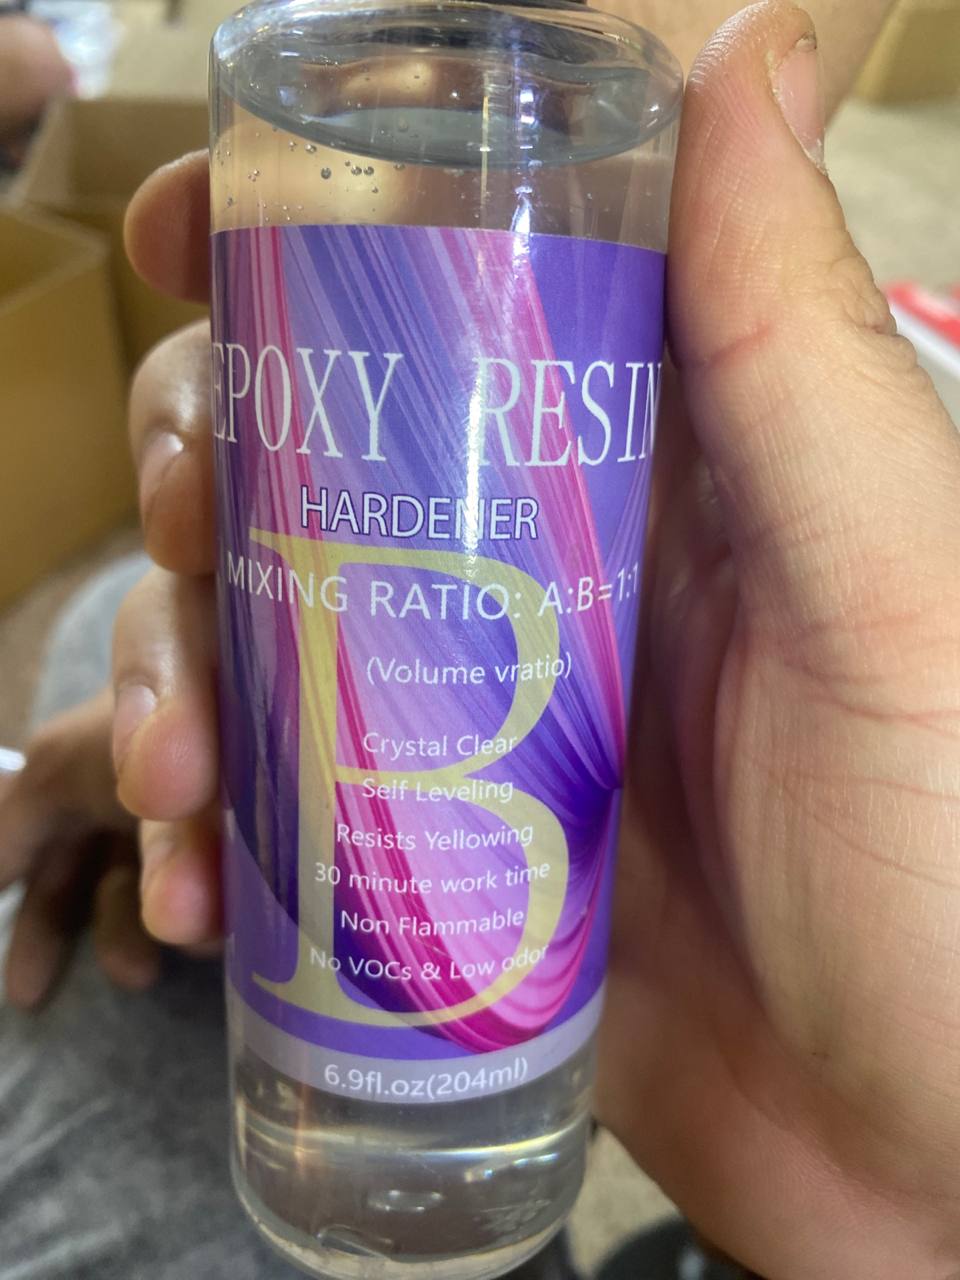 EPOXY RESIN
HARDENER
MIXING RATIO: A:B=1:1
(Volume vratio)
B
Crystal Clear
Self Leveling
Resists Yellowing
30 minute work time
Non Flammable
No VOCs & Low odor
6.9fl.oz(204ml)